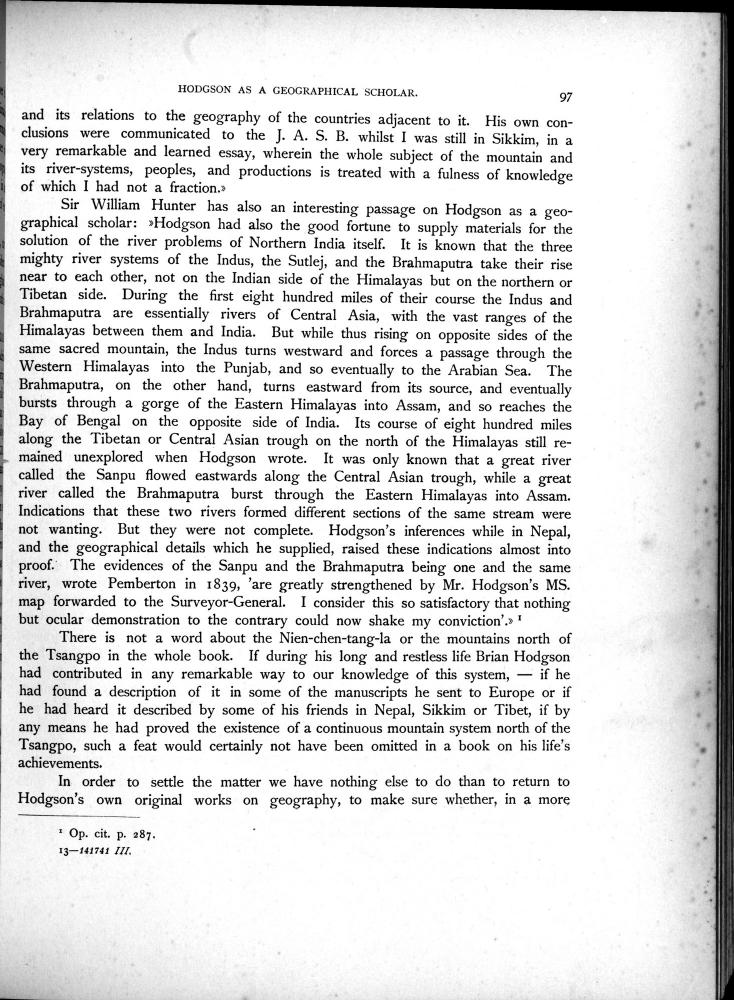 HODGSON AS A GEOGRAPHICAL SCHOLAR.
97
and its relations to the geography of the countries adjacent to it. His own con-
clusions were communicated to the J. A. S. B. whilst I was still in Sikkim, in a
very remarkable and learned essay, wherein the whole subject of the mountain and
its river-systems, peoples, and productions is treated with a fulness of knowledge
of which I had not a fraction.»
Sir William Hunter has also an interesting passage on Hodgson as a geo-
graphical scholar: »Hodgson had also the good fortune to supply materials for the
solution of the river problems of Northern India itself. It is known that the three
mighty river systems of the Indus, the Sutlej, and the Brahmaputra take their rise
near to each other, not on the Indian side of the Himalayas but on the northern or
Tibetan side. During the first eight hundred miles of their course the Indus and
Brahmaputra are essentially rivers of Central Asia, with the vast ranges of the
Himalayas between them and India. But while thus rising on opposite sides of the
same sacred mountain, the Indus turns westward and forces a passage through the
Western Himalayas into the Punjab, and so eventually to the Arabian Sea. The
Brahmaputra, on the other hand, turns eastward from its source, and eventually
bursts through a gorge of the Eastern Himalayas into Assam, and so reaches the
Bay of Bengal on the opposite side of India. Its course of eight hundred miles
along the Tibetan or Central Asian trough on the north of the Himalayas still re-
mained unexplored when Hodgson wrote. It was only known that a great river
called the Sanpu flowed eastwards along the Central Asian trough, while a great
river called the Brahmaputra burst through the Eastern Himalayas into Assam.
Indications that these two rivers formed different sections of the same stream were
not wanting. But they were not complete. Hodgson's inferences while in Nepal,
and the geographical details which he supplied, raised these indications almost into
proof. The evidences of the Sanpu and the Brahmaputra being one and the same
river, wrote Pemberton in 1839, 'are greatly strengthened by Mr. Hodgson's MS.
map forwarded to the Surveyor-General. I consider this so satisfactory that nothing
but ocular demonstration to the contrary could now shake my conviction'.» ¹
There is not a word about the Nien-chen-tang-la or the mountains north of
the Tsangpo in the whole book. If during his long and restless life Brian Hodgson
had contributed in any remarkable way to our knowledge of this system, — if he
had found a description of it in some of the manuscripts he sent to Europe or if
he had heard it described by some of his friends in Nepal, Sikkim or Tibet, if by
any means he had proved the existence of a continuous mountain system north of the
Tsangpo, such a feat would certainly not have been omitted in a book on his life's
achievements.
In order to settle the matter we have nothing else to do than to return to
Hodgson's own original works on geography, to make sure whether, in a more
¹ Op. cit. p. 287.
13—141741 III.